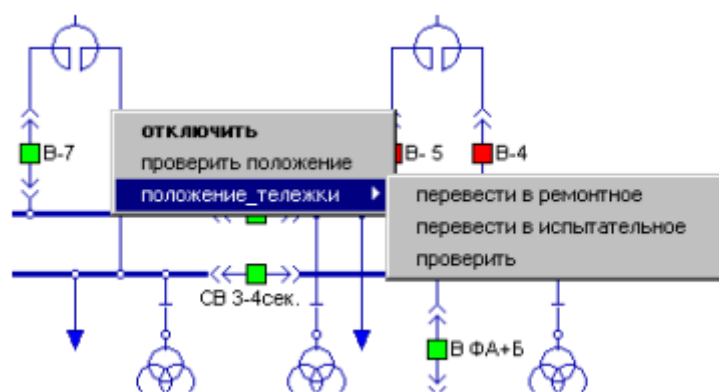 отключить
В-7
проверить положение
В- 5
В-4
положение_тележки
перевести в ремонтное
перевести в испытательное
проверить
СВ 3-4сек.
В ФА+Б